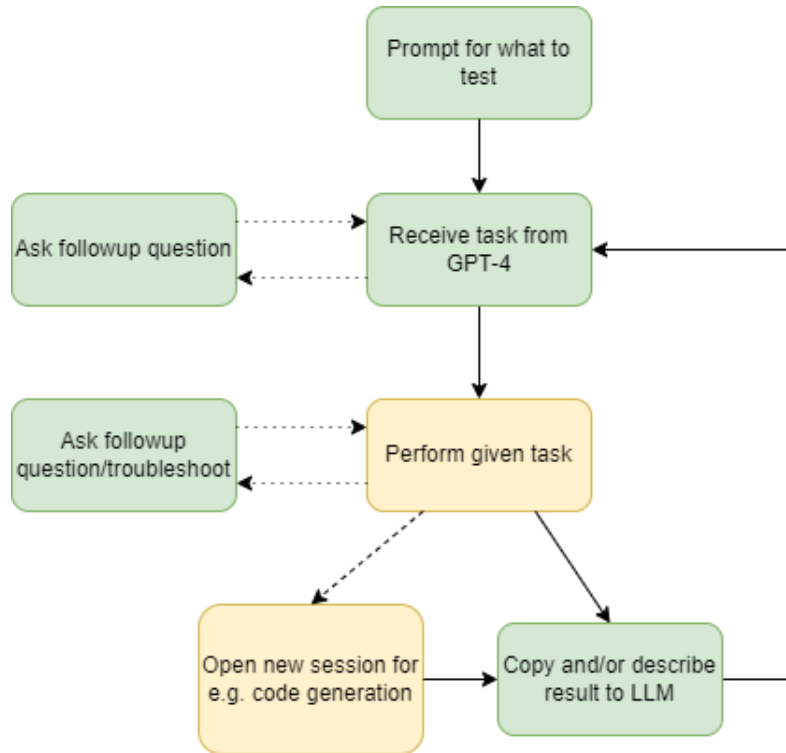 Prompt for what to
test
Ask followup question
Receive task from
GPT-4
Ask followup
question/troubleshoot
Perform given task
Open new session for
e.g. code generation
Copy and/or describe
result to LLM